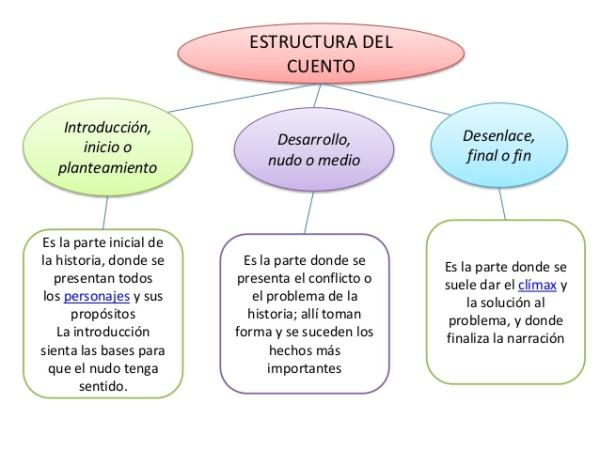 ESTRUCTURA DEL
CUENTO
Introducción,
inicio o
planteamiento
Desarrollo,
nudo o medio
Desenlace,
final o fin
Es la parte inicial de
la historia, donde se
presentan todos
los personajes y sus
propósitos
La introducción
sienta las bases para
que el nudo tenga
sentido.
Es la parte donde se
presenta el conflicto o
el problema de la
historia; allí toman
forma y se suceden los
hechos más
importantes
Es la parte donde se
suele dar el clímax y
la solución al
problema, y donde
finaliza la narración